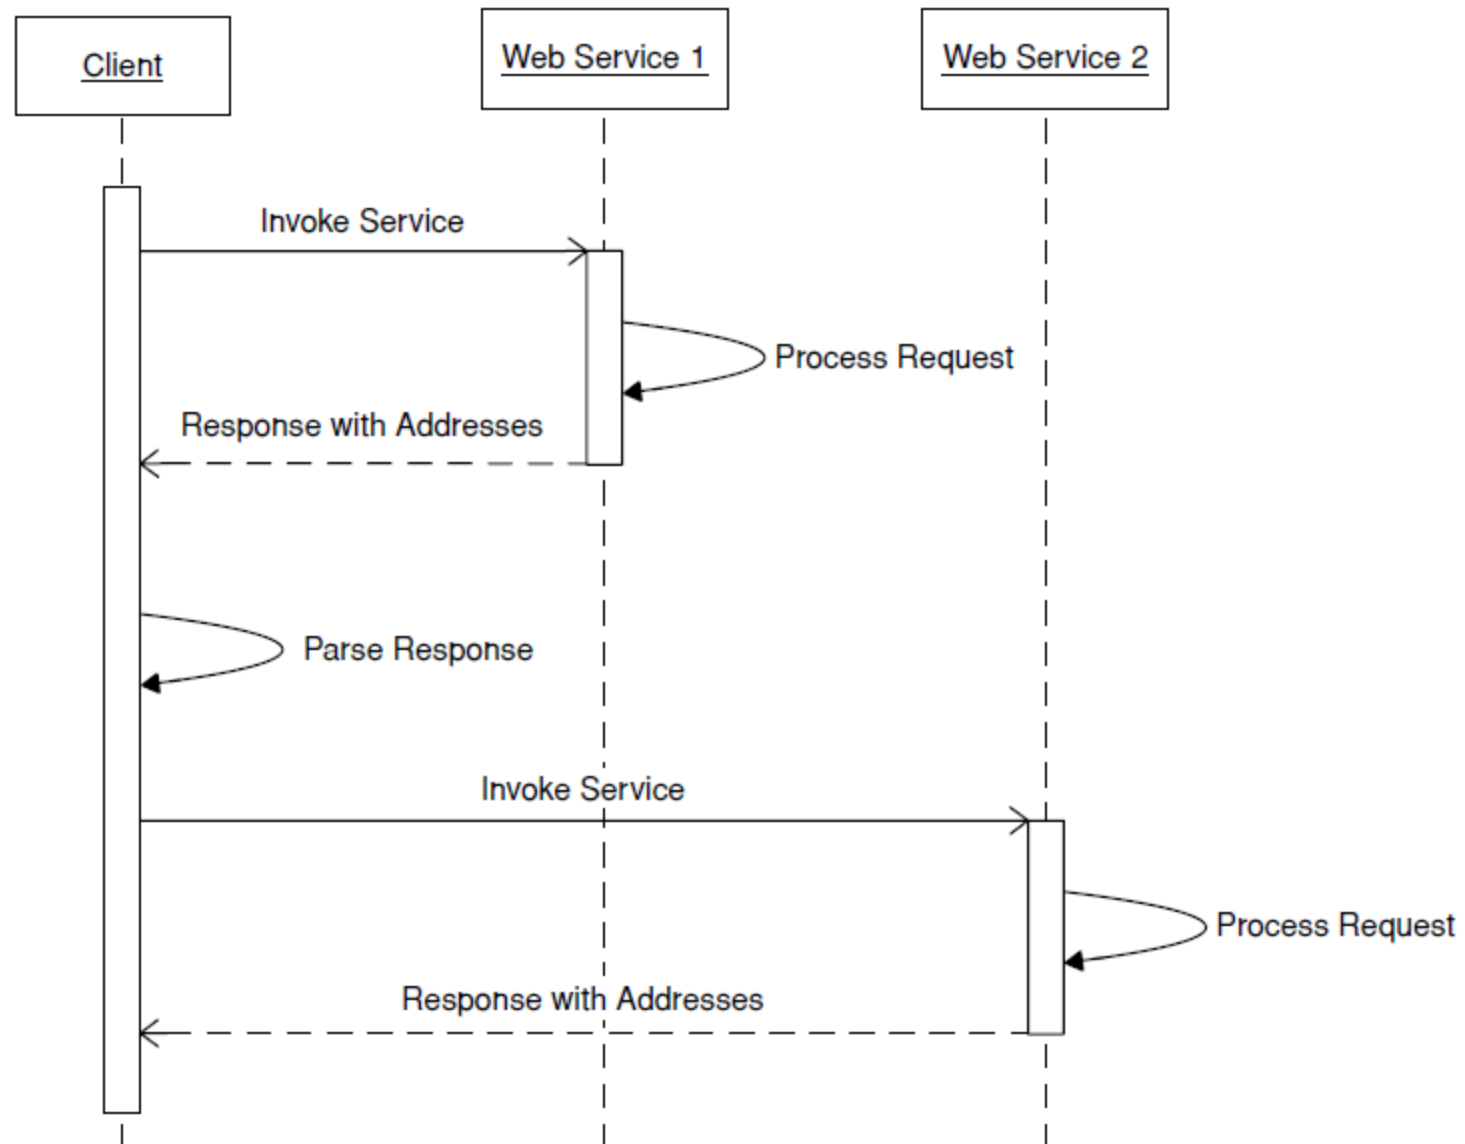 Client
Web Service 1
Web Service 2
Invoke Service
Process Request
Response with Addresses
Parse Response
Invoke Service
Process Request
Response with Addresses